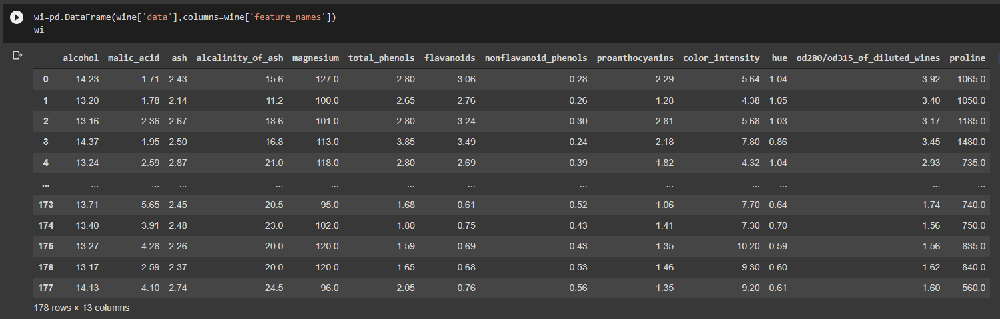 wi=pd.DataFrame(wine['data'],columns=wine['feature_names'])
wi
alcohol malic_acid ash alcalinity_of_ash magnesium total_phenols flavanoids nonflavanoid_phenols proanthocyanins color_intensity hue od280/od315_of_diluted_wines proline
0 14.23 1.71 2.43 15.6 127.0 2.80 3.06 0.28 2.29 5.64 1.04 3.92 1065.0
1 13.20 1.78 2.14 11.2 100.0 2.65 2.76 0.26 1.28 4.38 1.05 3.40 1050.0
2 13.16 2.36 2.67 18.6 101.0 2.80 3.24 0.30 2.81 5.68 1.03 3.17 1185.0
3 14.37 1.95 2.50 16.8 113.0 3.85 3.49 0.24 2.18 7.80 0.86 3.45 1480.0
4 13.24 2.59 2.87 21.0 118.0 2.80 2.69 0.39 1.82 4.32 1.04 2.93 735.0
... ... ... ... ... ... ... ... ... ... ... ... ... ...
173 13.71 5.65 2.45 20.5 95.0 1.68 0.61 0.52 1.06 7.70 0.64 1.74 740.0
174 13.40 3.91 2.48 23.0 102.0 1.80 0.75 0.43 1.41 7.30 0.70 1.56 750.0
175 13.27 4.28 2.26 20.0 120.0 1.59 0.69 0.43 1.35 10.20 0.59 1.56 835.0
176 13.17 2.59 2.37 20.0 120.0 1.65 0.68 0.53 1.46 9.30 0.60 1.62 840.0
177 14.13 4.10 2.74 24.5 96.0 2.05 0.76 0.56 1.35 9.20 0.61 1.60 560.0
178 rows × 13 columns